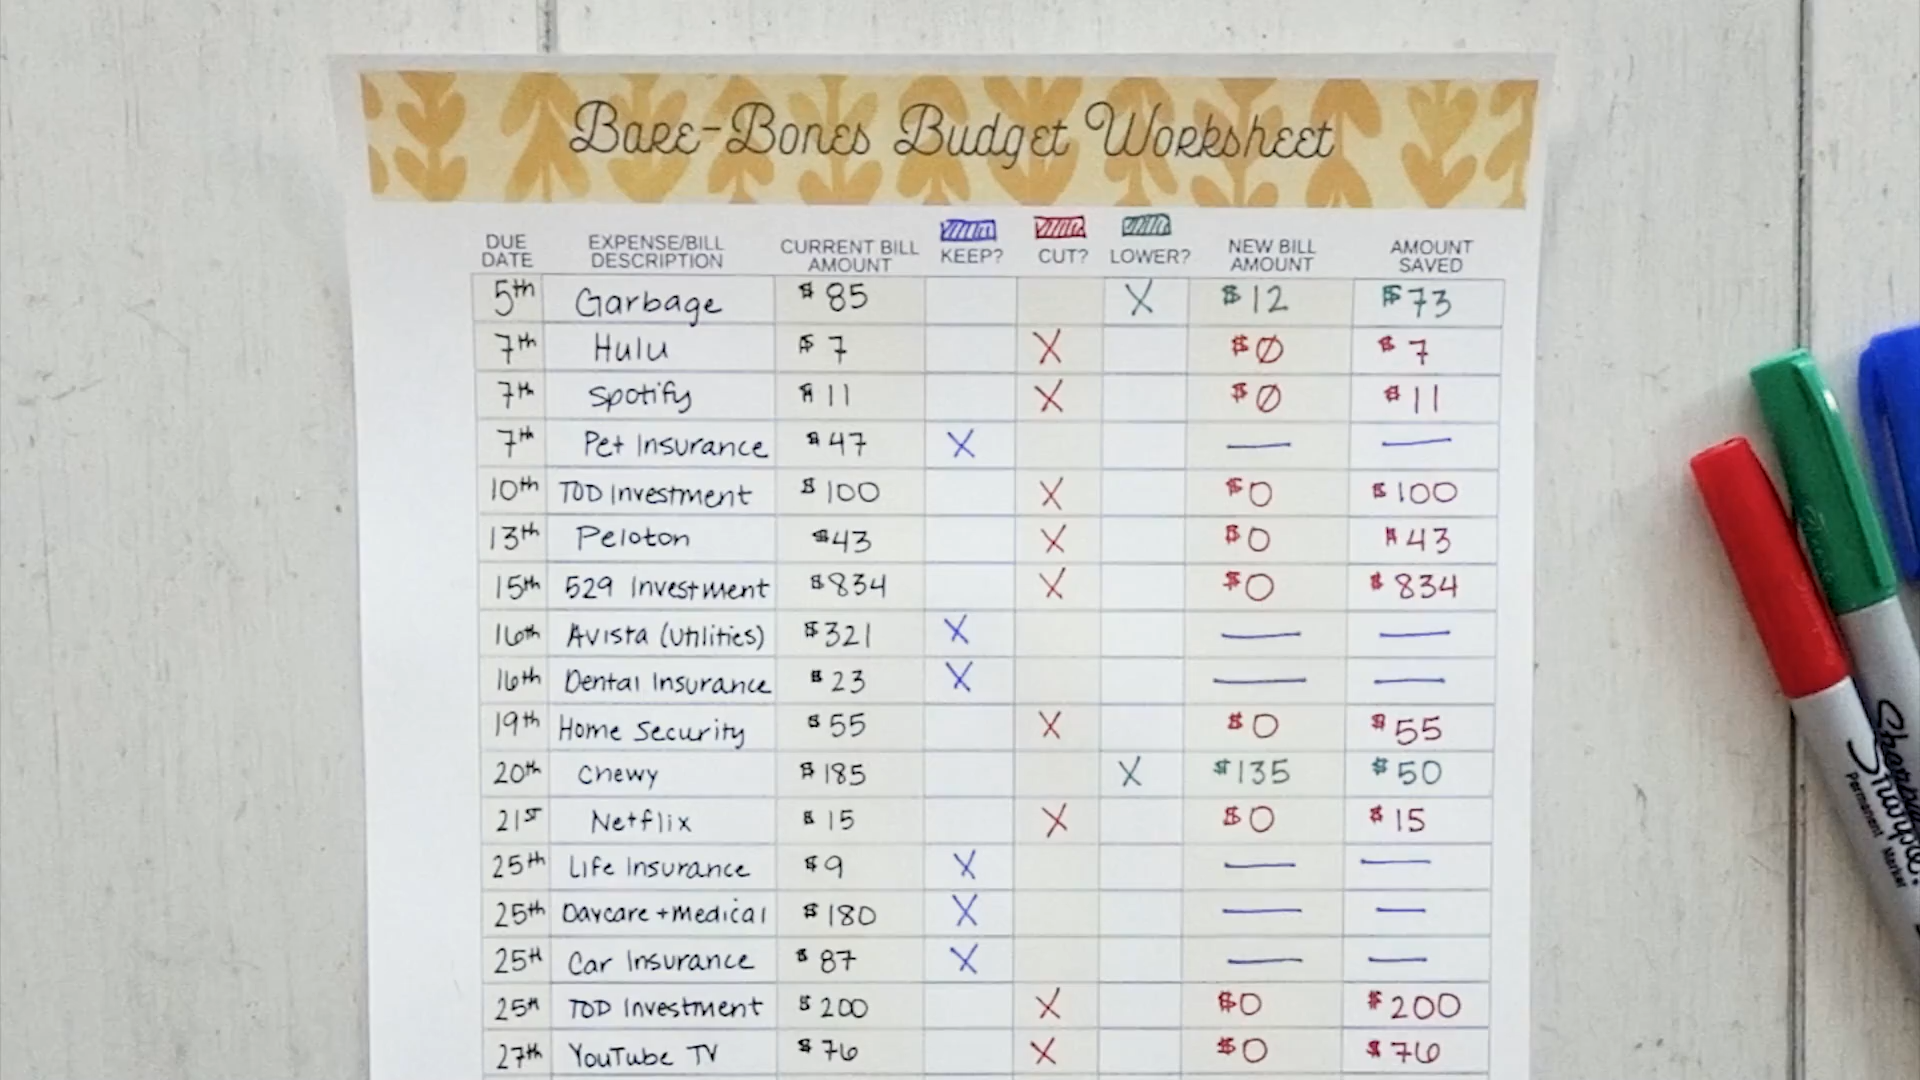 Bare-Bones Budget Worksheet
DUE DATE EXPENSE/BILL DESCRIPTION CURRENT BILL AMOUNT KEEP? CUT? LOWER? NEW BILL AMOUNT AMOUNT SAVED
5th Garbage $85 X $12 $73
7th Hulu $7 X $0 $7
7th Spotify $11 X $0 $11
7th Pet Insurance $47 X — —
10th TOD Investment $100 X $0 $100
13th Peloton $43 X $0 $43
15th 529 Investment $834 X $0 $834
16th Avista (Utilities) $321 X — —
16th Dental Insurance $23 X — —
19th Home Security $55 X $0 $55
20th Chewy $185 X $135 $50
21st Netflix $15 X $0 $15
25th Life Insurance $9 X — —
25th Daycare + Medical $180 X — —
25th Car Insurance $87 X — —
25th TOD Investment $200 X $0 $200
27th YouTube TV $76 X $0 $76
Sharpie
Permanent Marker